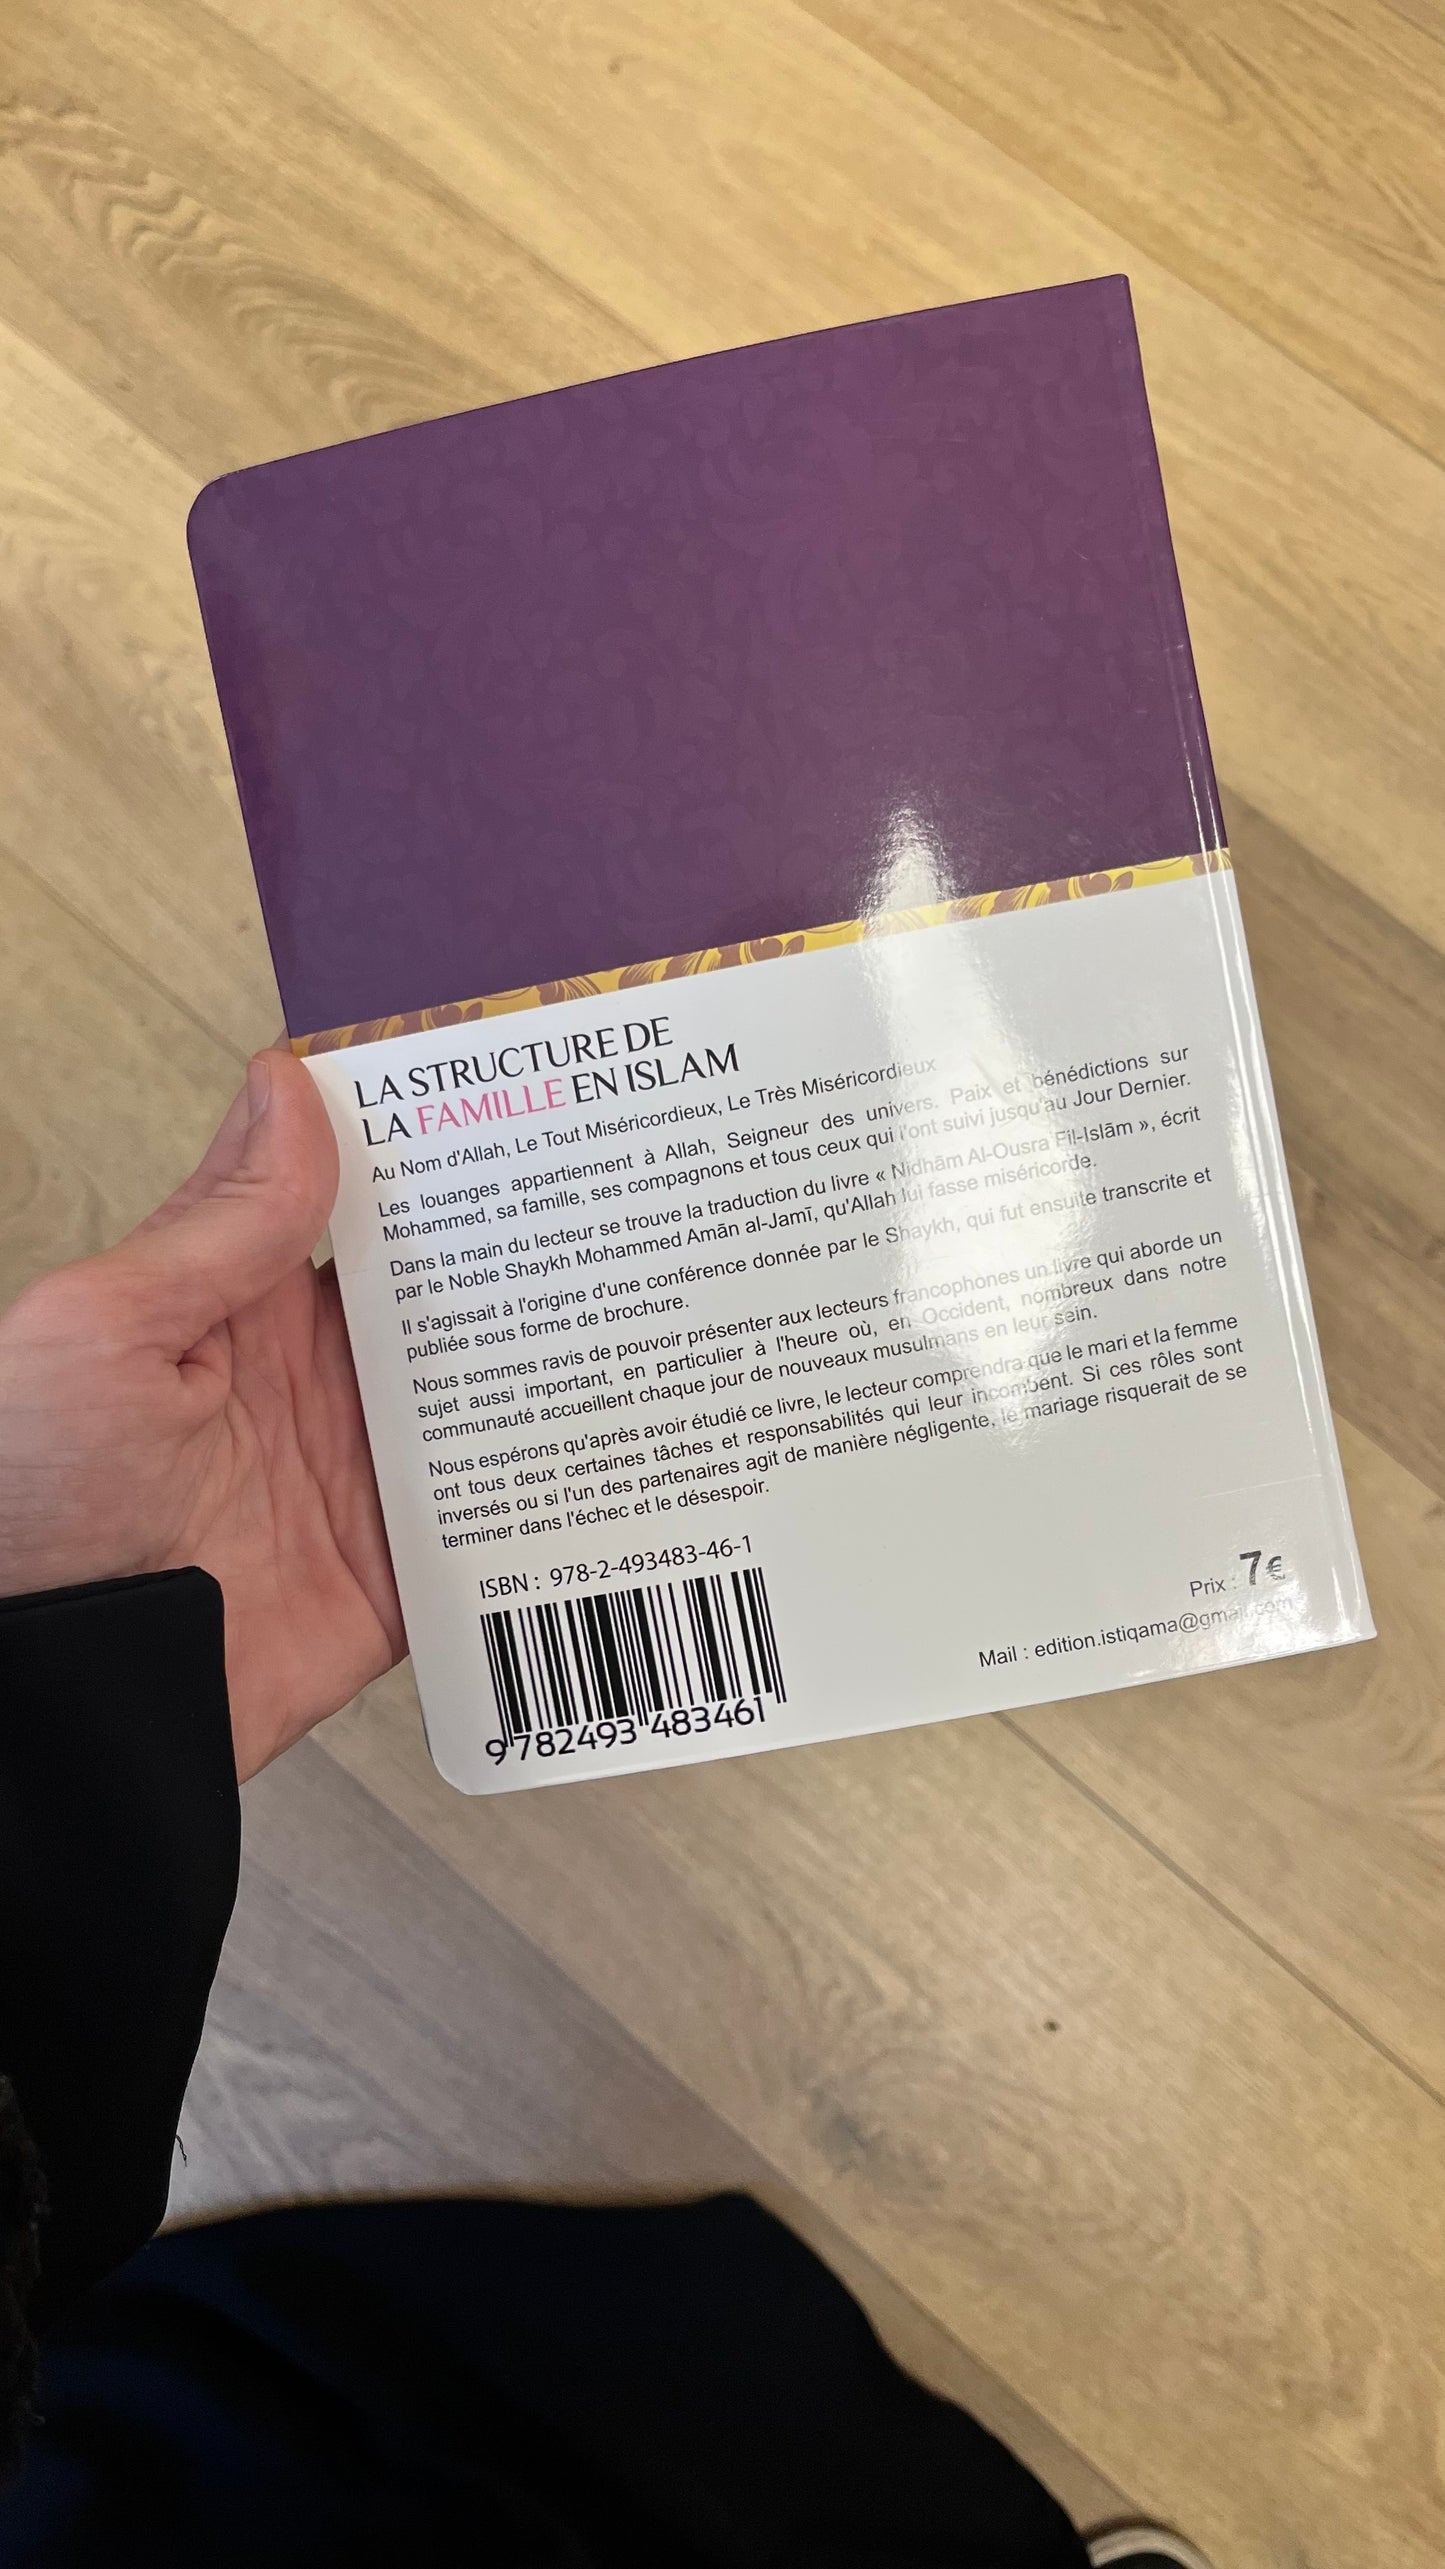 LA STRUCTURE DE
LA FAMILLE EN ISLAM
Au Nom d'Allah, Le Tout Miséricordieux, Le Très Miséricordieux
Les louanges appartiennent à Allah, Seigneur des univers. Paix et bénédictions sur
Mohammed, sa famille, ses compagnons et tous ceux qui l'ont suivi jusqu'au Jour Dernier.
Dans la main du lecteur se trouve la traduction du livre « Nidhām Al-Ousra Fil-Islām », écrit
par le Noble Shaykh Mohammed Amān al-Jamī, qu'Allah lui fasse miséricorde.
Il s'agissait à l'origine d'une conférence donnée par le Shaykh, qui fut ensuite transcrite et
publiée sous forme de brochure.
Nous sommes ravis de pouvoir présenter aux lecteurs francophones un livre qui aborde un
sujet aussi important, en particulier à l'heure où, en Occident, nombreux dans notre
communauté accueillent chaque jour de nouveaux musulmans en leur sein.
Nous espérons qu'après avoir étudié ce livre, le lecteur comprendra que le mari et la femme
ont tous deux certaines tâches et responsabilités qui leur incombent. Si ces rôles sont
inversés ou si l'un des partenaires agit de manière négligente, le mariage risquerait de se
terminer dans l'échec et le désespoir.
ISBN : 978-2-493483-46-1
9 782493 483461
Prix : 7€
Mail : edition.istiqama@gmail.com